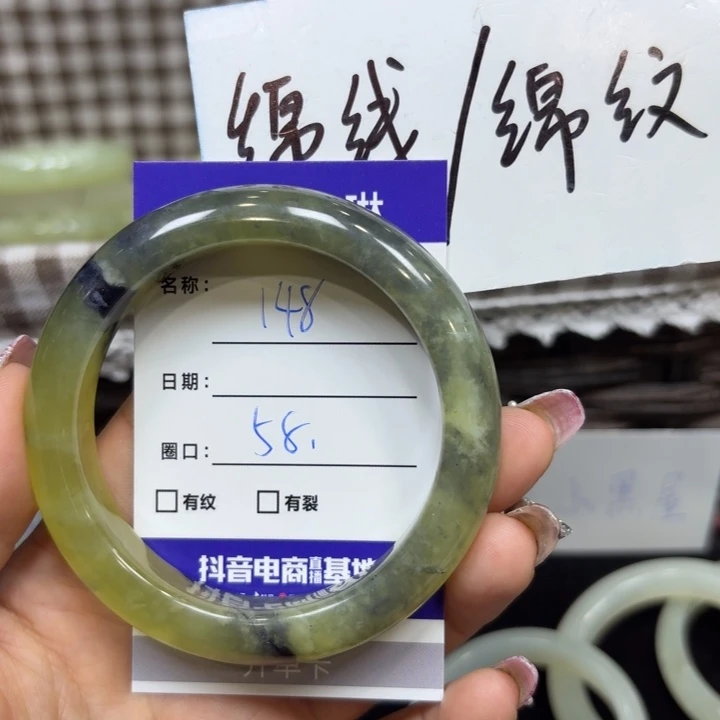 绵线/绵纹
琳
名称: 148
日期:
圈口: 58.
有纹 有裂
抖音电商直播基地